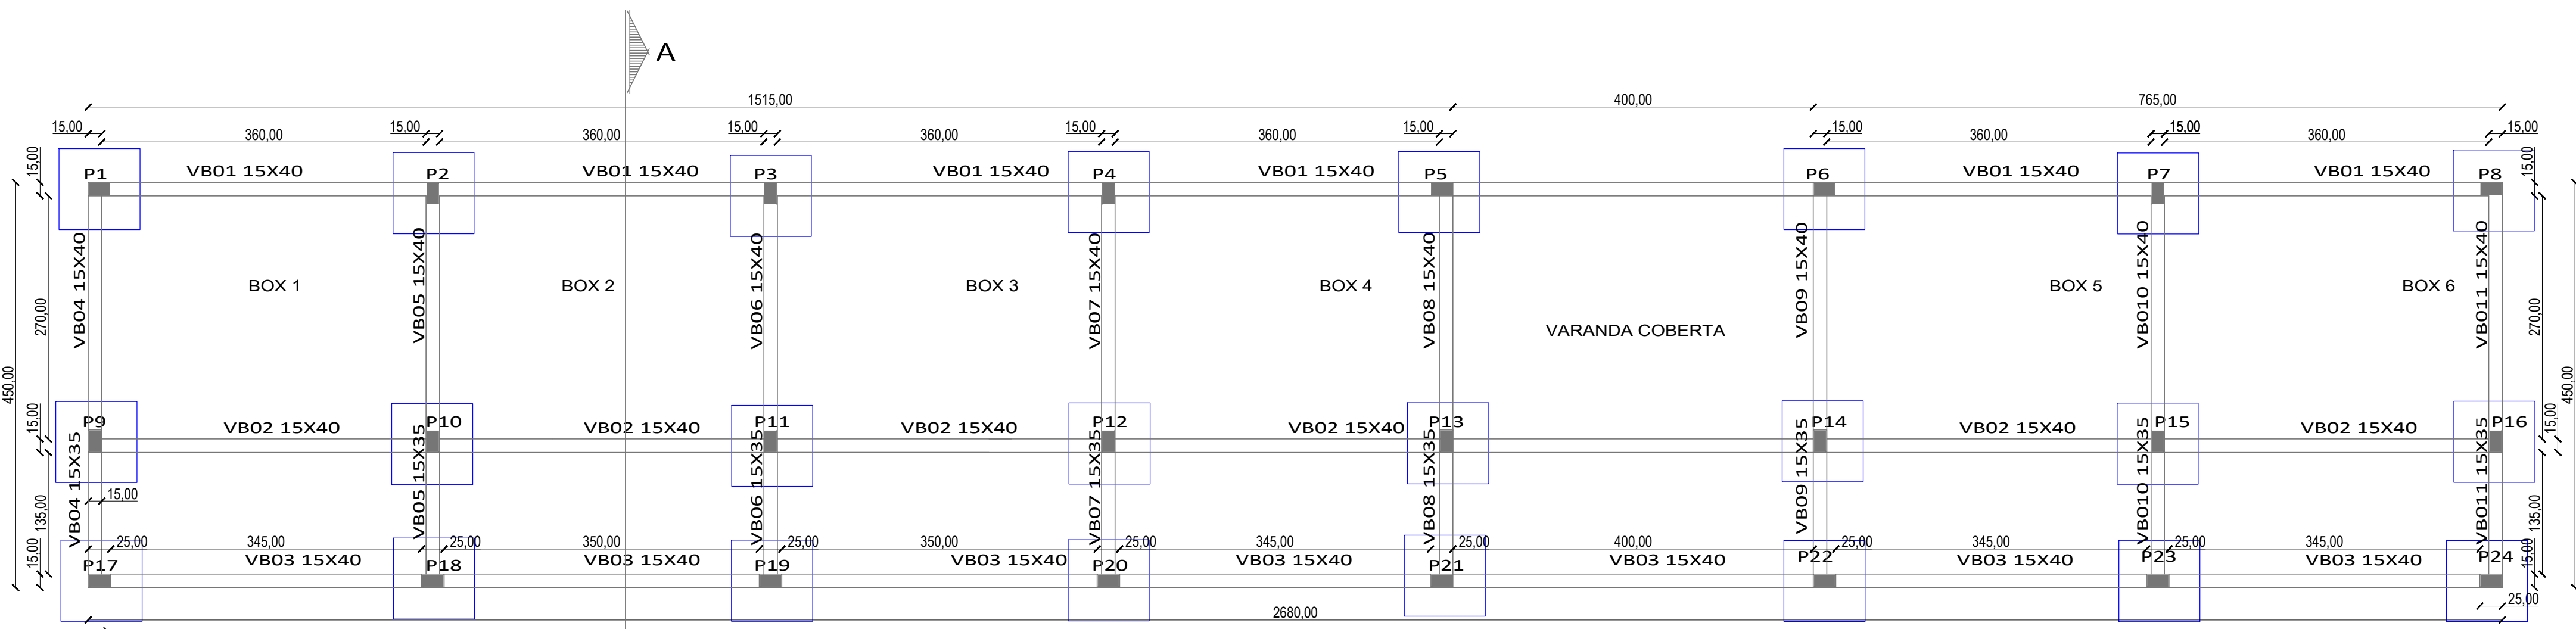 A
1515,00 400,00 765,00
15,00 360,00 15,00 360,00 15,00 360,00 15,00 360,00 15,00 15,00 360,00 15,00 360,00 15,00
15,00 VB01 15X40 VB01 15X40 VB01 15X40 VB01 15X40 VB01 15X40 VB01 15X40 15,00
P1 P2 P3 P4 P5 P6 P7 P8
VB04 15X40 VB05 15X40 VB06 15X40 VB07 15X40 VB08 15X40 VB09 15X40 VB010 15X40 VB011 15X40
BOX 1 BOX 2 BOX 3 BOX 4 BOX 5 BOX 6
270,00 270,00
VARANDA COBERTA
450,00 450,00
15,00 15,00
P9 P10 P11 P12 P13 P14 P15 P16
VB02 15X40 VB02 15X40 VB02 15X40 VB02 15X40 VB02 15X40 VB02 15X40
VB04 15X35 VB05 15X35 VB06 15X35 VB07 15X35 VB08 15X35 VB09 15X35 VB010 15X35 VB011 15X35
15,00
135,00 135,00
25,00 345,00 25,00 350,00 25,00 350,00 25,00 345,00 25,00 400,00 25,00 345,00 25,00 345,00
15,00 VB03 15X40 VB03 15X40 VB03 15X40 VB03 15X40 VB03 15X40 VB03 15X40 VB03 15X40 15,00
P17 P18 P19 P20 P21 P22 P23 P24
25,00
2680,00